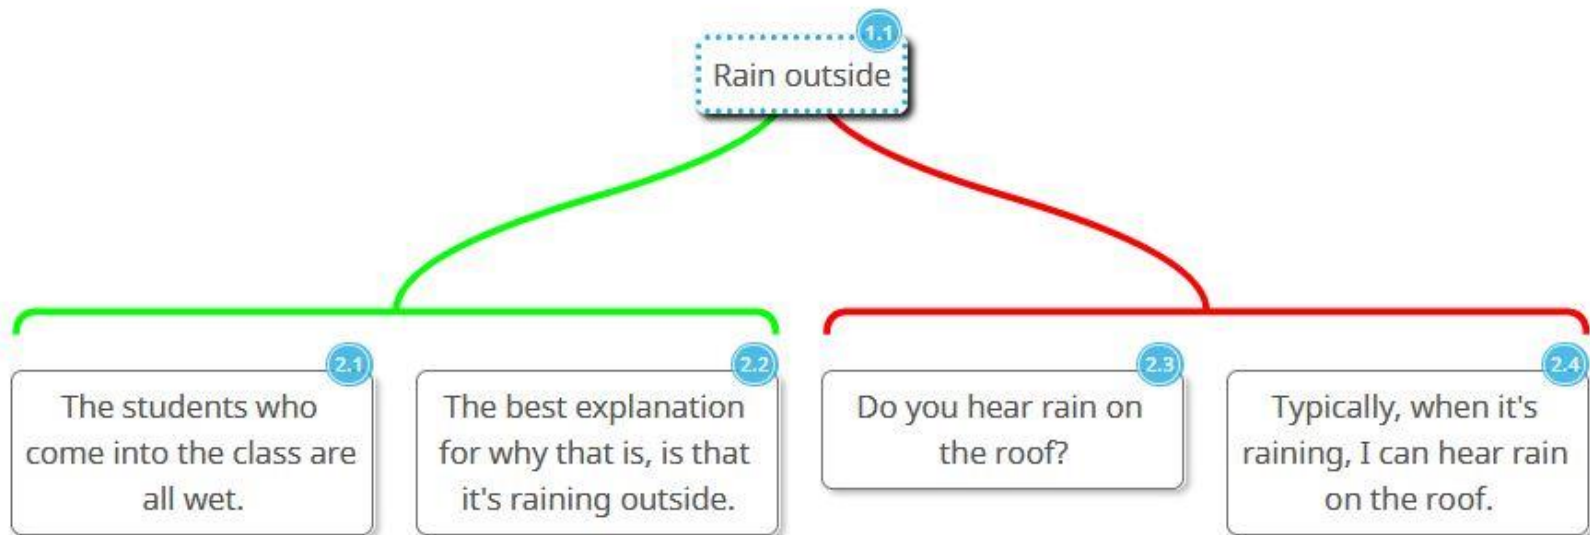 1.1
Rain outside
2.1
The students who
come into the class are
all wet.
2.2
The best explanation
for why that is, is that
it's raining outside.
2.3
Do you hear rain on
the roof?
2.4
Typically, when it's
raining, I can hear rain
on the roof.